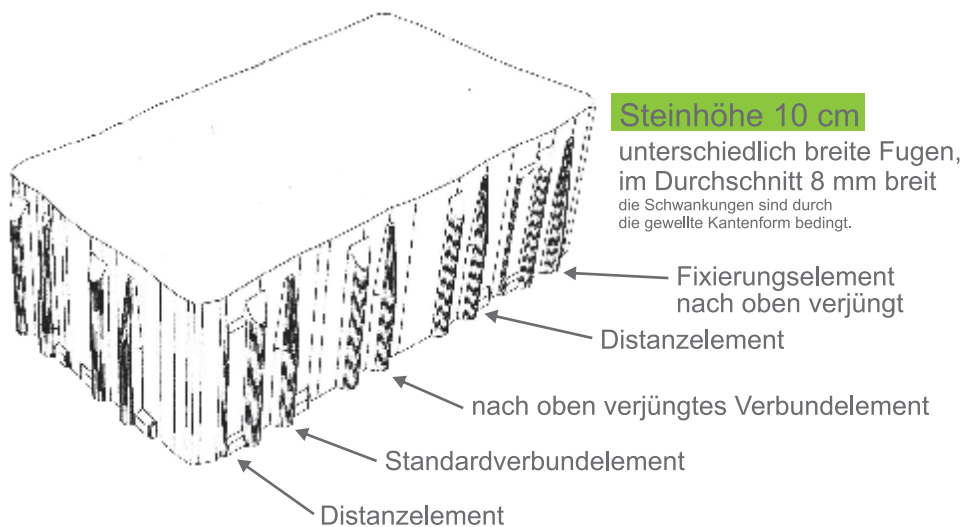 Steinhöhe 10 cm
unterschiedlich breite Fugen,
im Durchschnitt 8 mm breit
die Schwankungen sind durch
die gewellte Kantenform bedingt.
Fixierungselement
nach oben verjüngt
Distanzelement
nach oben verjüngtes Verbundelement
Standardverbundelement
Distanzelement